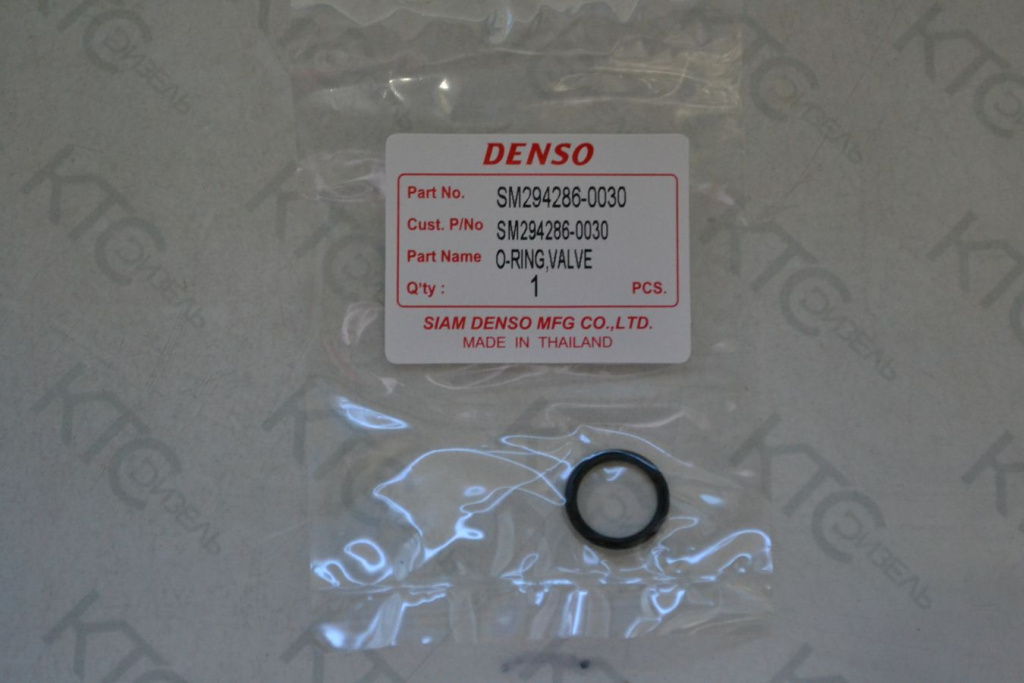 DENSO
Part No. SM294286-0030
Cust. P/No SM294286-0030
Part Name O-RING,VALVE
Q'ty : 1 PCS.
SIAM DENSO MFG CO.,LTD.
MADE IN THAILAND